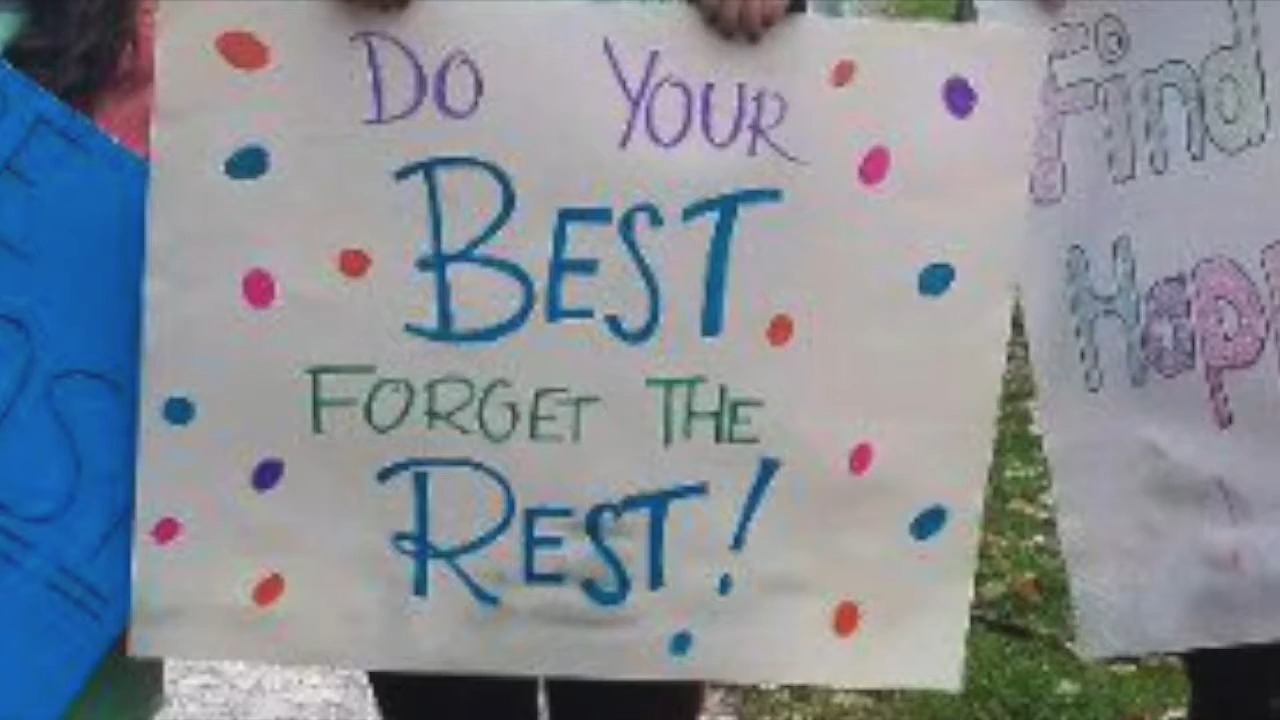 DO YOUR
BEST
FORGET THE
REST!
Find